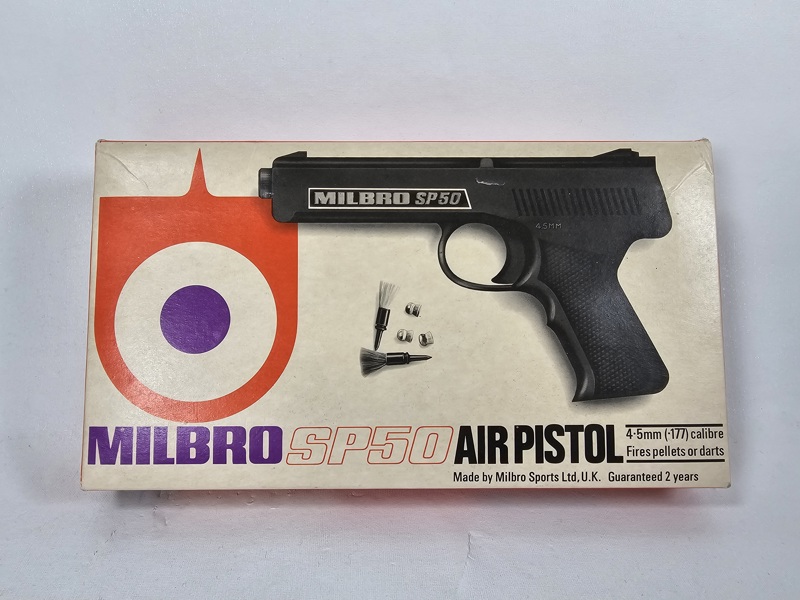 MILBRO SP50
4.5MM
MILBRO SP50 AIR PISTOL
4·5mm (·177) calibre
Fires pellets or darts
Made by Milbro Sports Ltd, U.K. Guaranteed 2 years